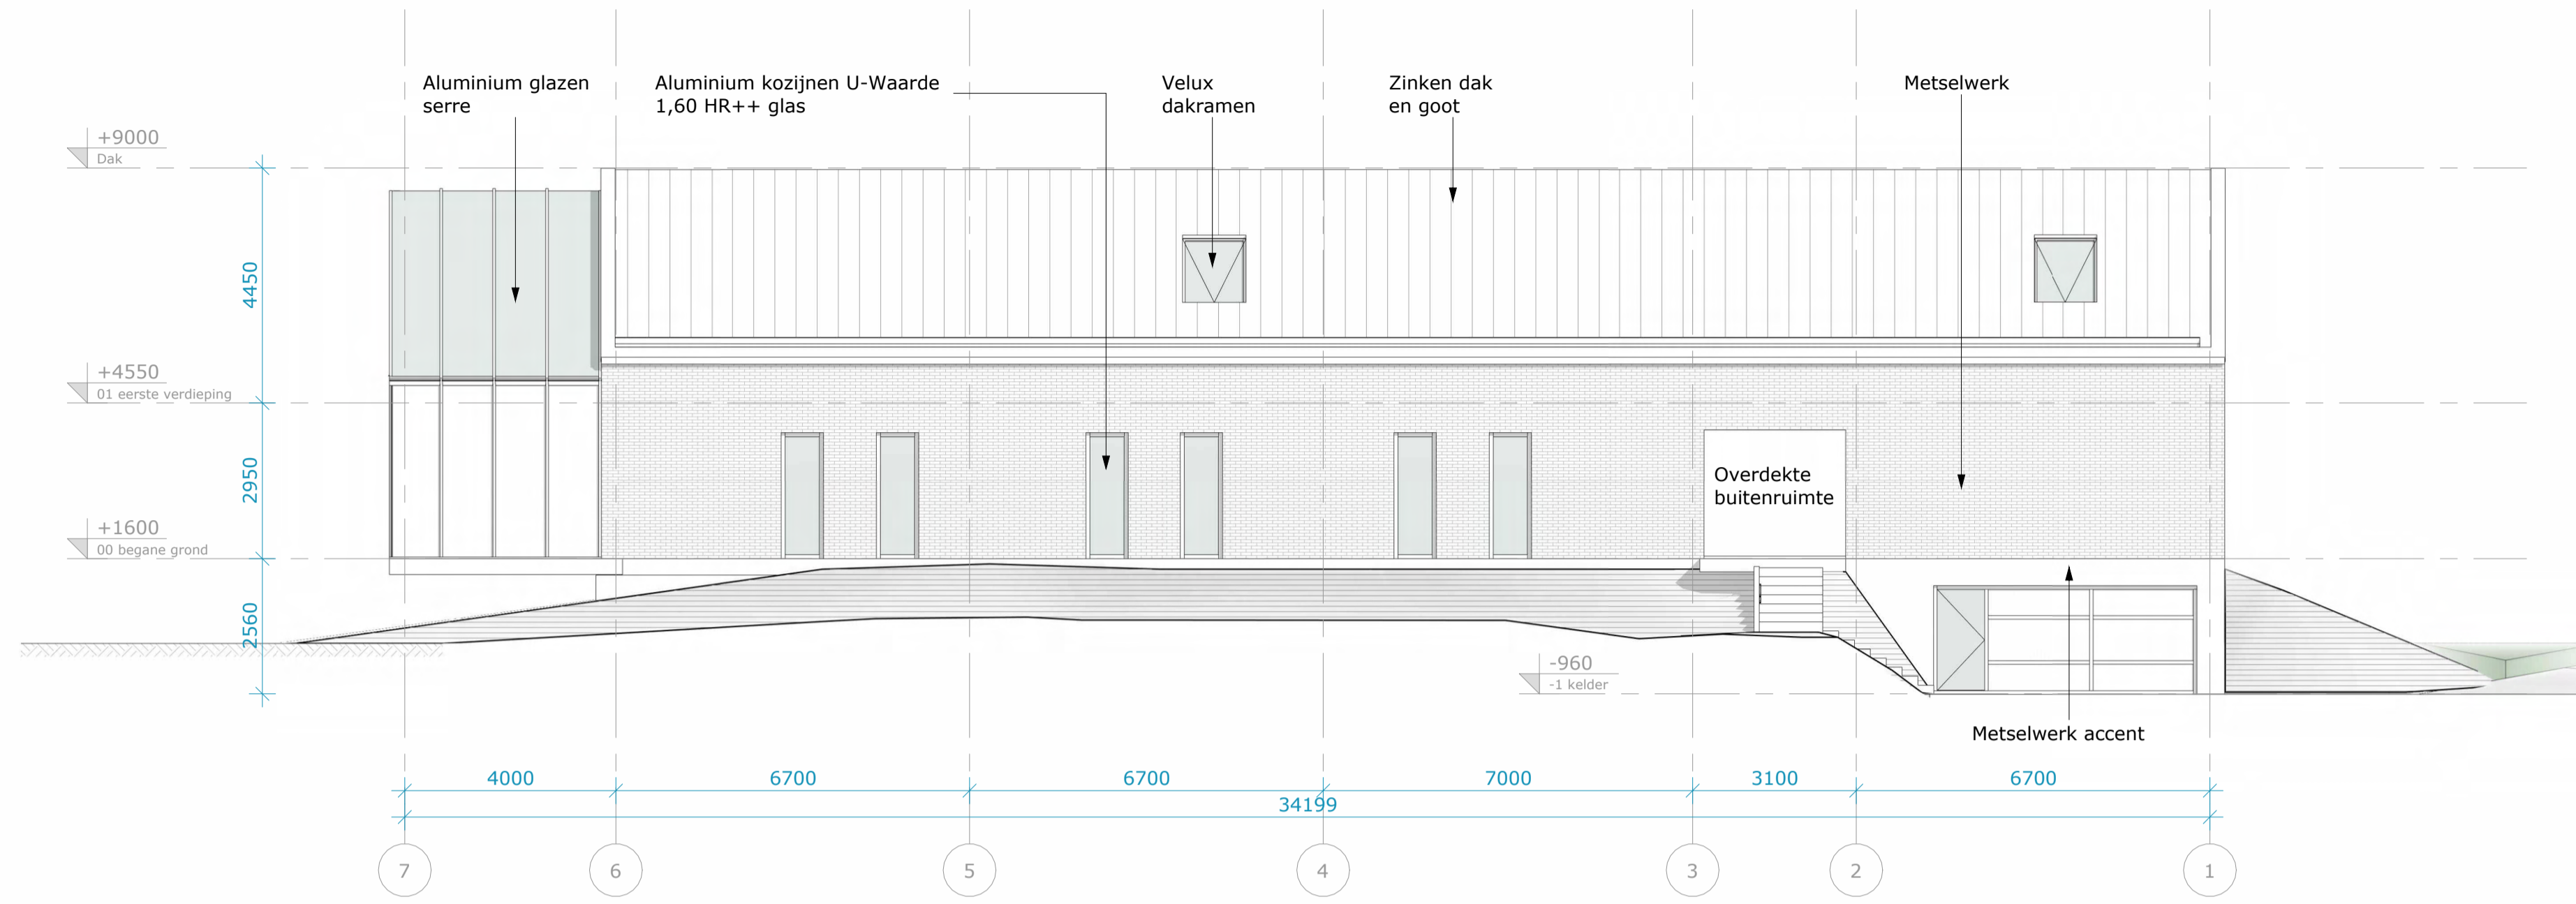 Aluminium glazen
serre
Aluminium kozijnen U-Waarde
1,60 HR++ glas
Velux
dakramen
Zinken dak
en goot
Metselwerk
+9000
Dak
4450
+4550
01 eerste verdieping
2950
Overdekte
buitenruimte
+1600
00 begane grond
2560
-960
-1 kelder
Metselwerk accent
4000
6700
6700
7000
3100
6700
34199
7
6
5
4
3
2
1